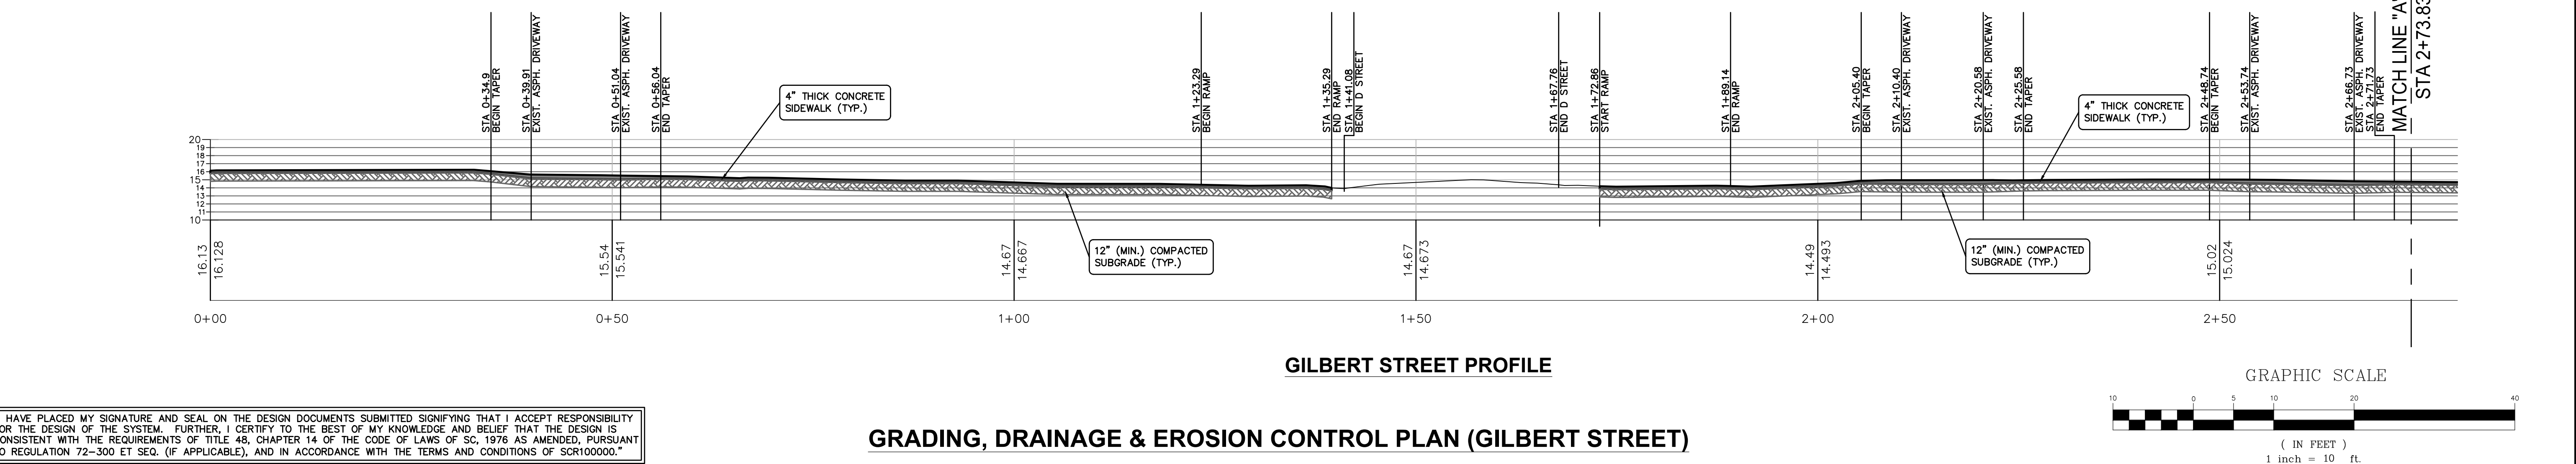 STA 0+34.9
BEGIN TAPER
STA 0+39.91
EXIST. ASPH. DRIVEWAY
STA 0+51.04
EXIST. ASPH. DRIVEWAY
STA 0+56.04
END TAPER
STA 1+23.29
BEGIN RAMP
STA 1+35.29
END RAMP
STA 1+41.08
BEGIN D STREET
STA 1+67.76
END D STREET
STA 1+72.86
START RAMP
STA 1+89.14
END RAMP
STA 2+05.40
BEGIN TAPER
STA 2+10.40
EXIST. ASPH. DRIVEWAY
STA 2+20.58
EXIST. ASPH. DRIVEWAY
STA 2+25.58
END TAPER
STA 2+48.74
BEGIN TAPER
STA 2+53.74
EXIST. ASPH. DRIVEWAY
STA 2+66.73
EXIST. ASPH. DRIVEWAY
STA 2+71.73
END TAPER
MATCH LINE "A"
STA 2+73.83
4" THICK CONCRETE
SIDEWALK (TYP.)
4" THICK CONCRETE
SIDEWALK (TYP.)
20
19
18
17
16
15
14
13
12
11
10
12" (MIN.) COMPACTED
SUBGRADE (TYP.)
12" (MIN.) COMPACTED
SUBGRADE (TYP.)
16.13
16.128
15.54
15.541
14.67
14.667
14.67
14.673
14.49
14.493
15.02
15.024
0+00
0+50
1+00
1+50
2+00
2+50
GILBERT STREET PROFILE
GRAPHIC SCALE
10 0 5 10 20 40
( IN FEET )
1 inch = 10 ft.
HAVE PLACED MY SIGNATURE AND SEAL ON THE DESIGN DOCUMENTS SUBMITTED SIGNIFYING THAT I ACCEPT RESPONSIBILITY
OR THE DESIGN OF THE SYSTEM. FURTHER, I CERTIFY TO THE BEST OF MY KNOWLEDGE AND BELIEF THAT THE DESIGN IS
ONSISTENT WITH THE REQUIREMENTS OF TITLE 48, CHAPTER 14 OF THE CODE OF LAWS OF SC, 1976 AS AMENDED, PURSUANT
O REGULATION 72-300 ET SEQ. (IF APPLICABLE), AND IN ACCORDANCE WITH THE TERMS AND CONDITIONS OF SCR100000."
GRADING, DRAINAGE & EROSION CONTROL PLAN (GILBERT STREET)